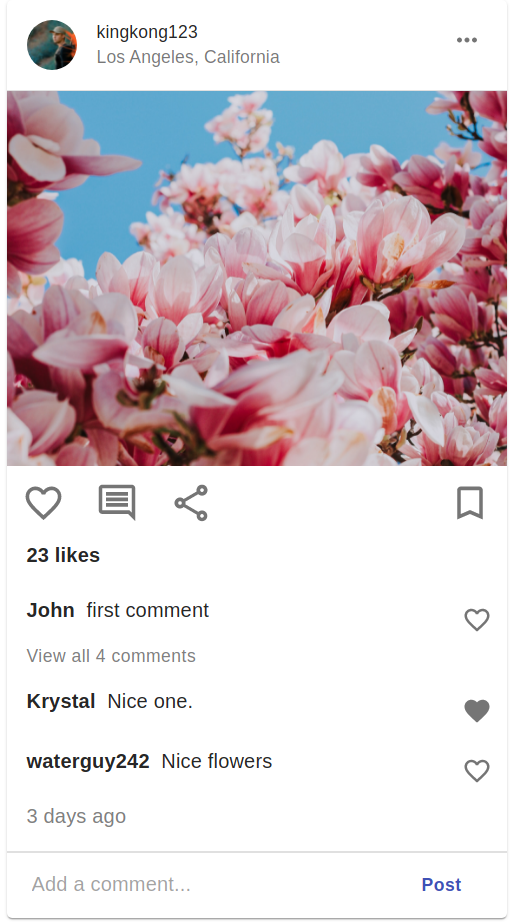 kingkong123
Los Angeles, California
23 likes
John first comment
View all 4 comments
Krystal Nice one.
waterguy242 Nice flowers
3 days ago
Add a comment... Post